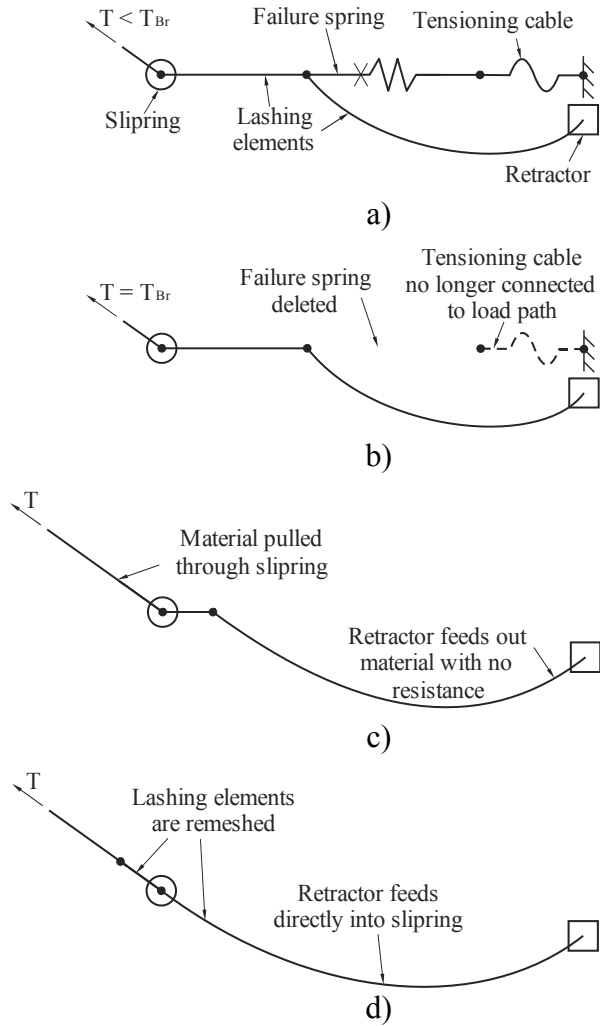 T < TBr
Failure spring
Tensioning cable
Slipring
Lashing
elements
Retractor
a)
T = TBr
Failure spring
deleted
Tensioning cable
no longer connected
to load path
b)
T
Material pulled
through slipring
Retractor feeds out
material with no
resistance
c)
T
Lashing elements
are remeshed
Retractor feeds
directly into slipring
d)